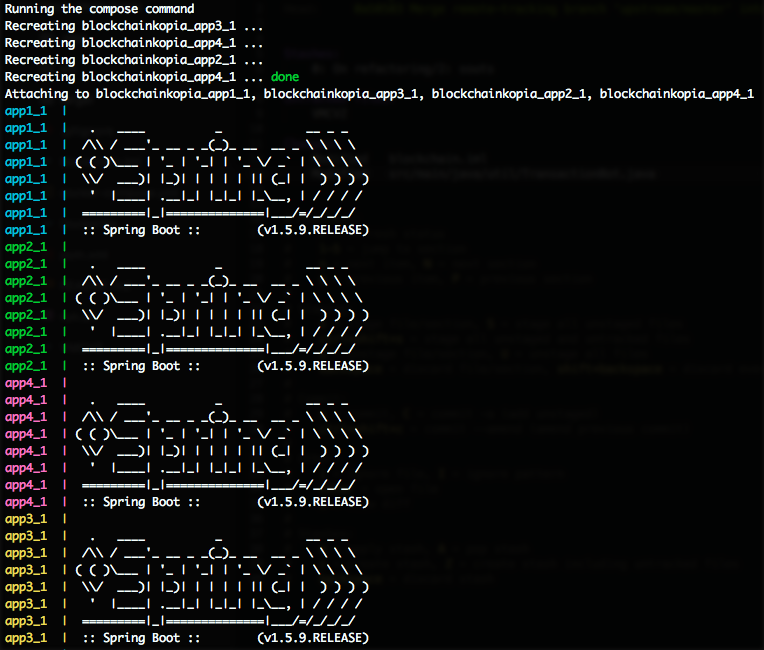 Running the compose command
Recreating blockchainkopia_app3_1 ...
Recreating blockchainkopia_app4_1 ...
Recreating blockchainkopia_app2_1 ...
Recreating blockchainkopia_app4_1 ... done
Attaching to blockchainkopia_app1_1, blockchainkopia_app3_1, blockchainkopia_app2_1, blockchainkopia_app4_1
app1_1  |
app1_1  |   .   ____          _            __ _ _
app1_1  |  /\\ / ___'_ __ _ _(_)_ __  __ _ \ \ \ \
app1_1  | ( ( )\___ | '_ | '_| | '_ \/ _` | \ \ \ \
app1_1  |  \\/  ___)| |_)| | | | | || (_| |  ) ) ) )
app1_1  |   '  |____| .__|_| |_|_| |_\__, | / / / /
app1_1  |  =========|_|==============|___/=/_/_/_/
app1_1  |  :: Spring Boot ::        (v1.5.9.RELEASE)
app2_1  |
app2_1  |   .   ____          _            __ _ _
app2_1  |  /\\ / ___'_ __ _ _(_)_ __  __ _ \ \ \ \
app2_1  | ( ( )\___ | '_ | '_| | '_ \/ _` | \ \ \ \
app2_1  |  \\/  ___)| |_)| | | | | || (_| |  ) ) ) )
app2_1  |   '  |____| .__|_| |_|_| |_\__, | / / / /
app2_1  |  =========|_|==============|___/=/_/_/_/
app2_1  |  :: Spring Boot ::        (v1.5.9.RELEASE)
app4_1  |
app4_1  |   .   ____          _            __ _ _
app4_1  |  /\\ / ___'_ __ _ _(_)_ __  __ _ \ \ \ \
app4_1  | ( ( )\___ | '_ | '_| | '_ \/ _` | \ \ \ \
app4_1  |  \\/  ___)| |_)| | | | | || (_| |  ) ) ) )
app4_1  |   '  |____| .__|_| |_|_| |_\__, | / / / /
app4_1  |  =========|_|==============|___/=/_/_/_/
app4_1  |  :: Spring Boot ::        (v1.5.9.RELEASE)
app3_1  |
app3_1  |   .   ____          _            __ _ _
app3_1  |  /\\ / ___'_ __ _ _(_)_ __  __ _ \ \ \ \
app3_1  | ( ( )\___ | '_ | '_| | '_ \/ _` | \ \ \ \
app3_1  |  \\/  ___)| |_)| | | | | || (_| |  ) ) ) )
app3_1  |   '  |____| .__|_| |_|_| |_\__, | / / / /
app3_1  |  =========|_|==============|___/=/_/_/_/
app3_1  |  :: Spring Boot ::        (v1.5.9.RELEASE)